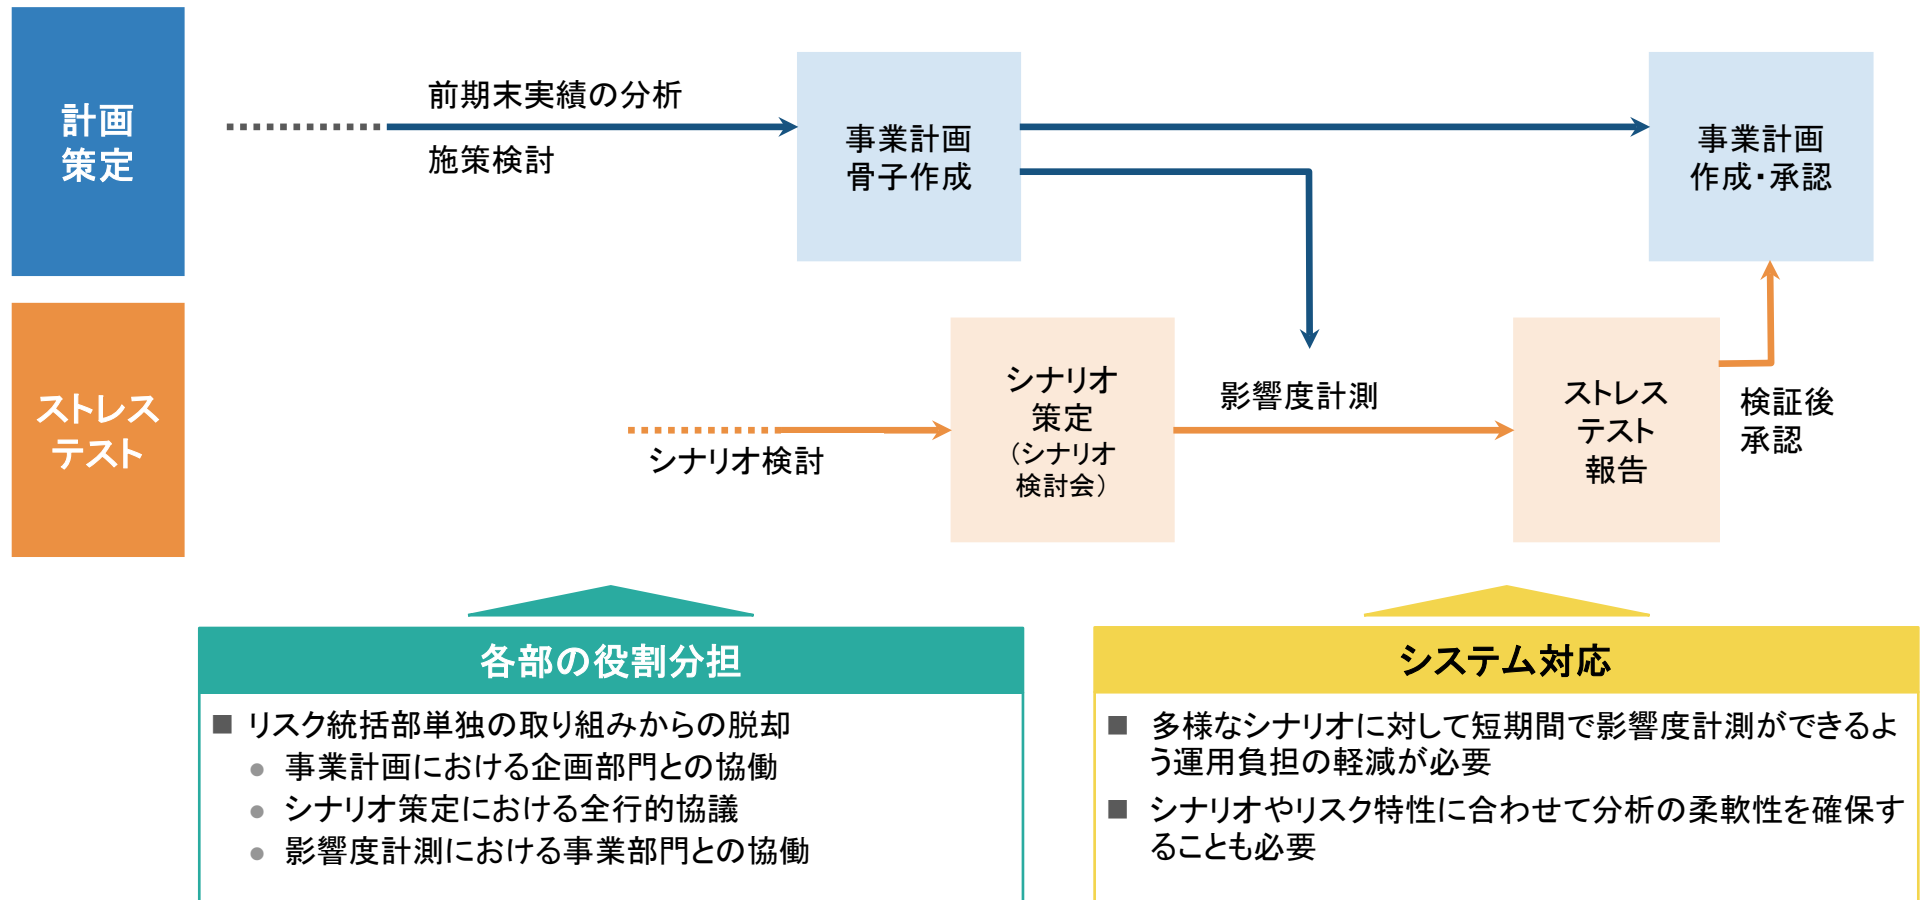 計画
策定
前期末実績の分析
施策検討
事業計画
骨子作成
事業計画
作成・承認
ストレス
テスト
シナリオ検討
シナリオ
策定
(シナリオ
検討会)
影響度計測
ストレス
テスト
報告
検証後
承認
各部の役割分担
■ リスク統括部単独の取り組みからの脱却
● 事業計画における企画部門との協働
● シナリオ策定における全行的協議
● 影響度計測における事業部門との協働
システム対応
■ 多様なシナリオに対して短期間で影響度計測ができるよ
う運用負担の軽減が必要
■ シナリオやリスク特性に合わせて分析の柔軟性を確保す
ることも必要